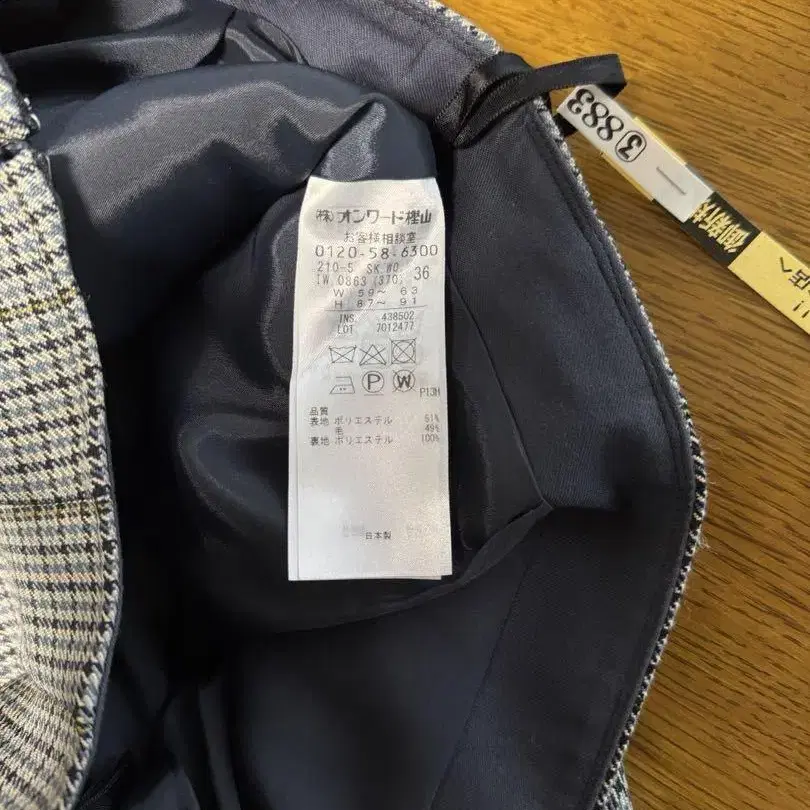 ㈱オンワード樫山
お客様相談室
0120-58-6300
210-5 SK WO 36
IW 0863 (370)
W 59~ 63
H 87~ 91
INS. 438502
LOT 7012477
P W
P13H
品質
表地 ポリエステル 51%
毛 49%
裏地 ポリエステル 100%
日本製
③883